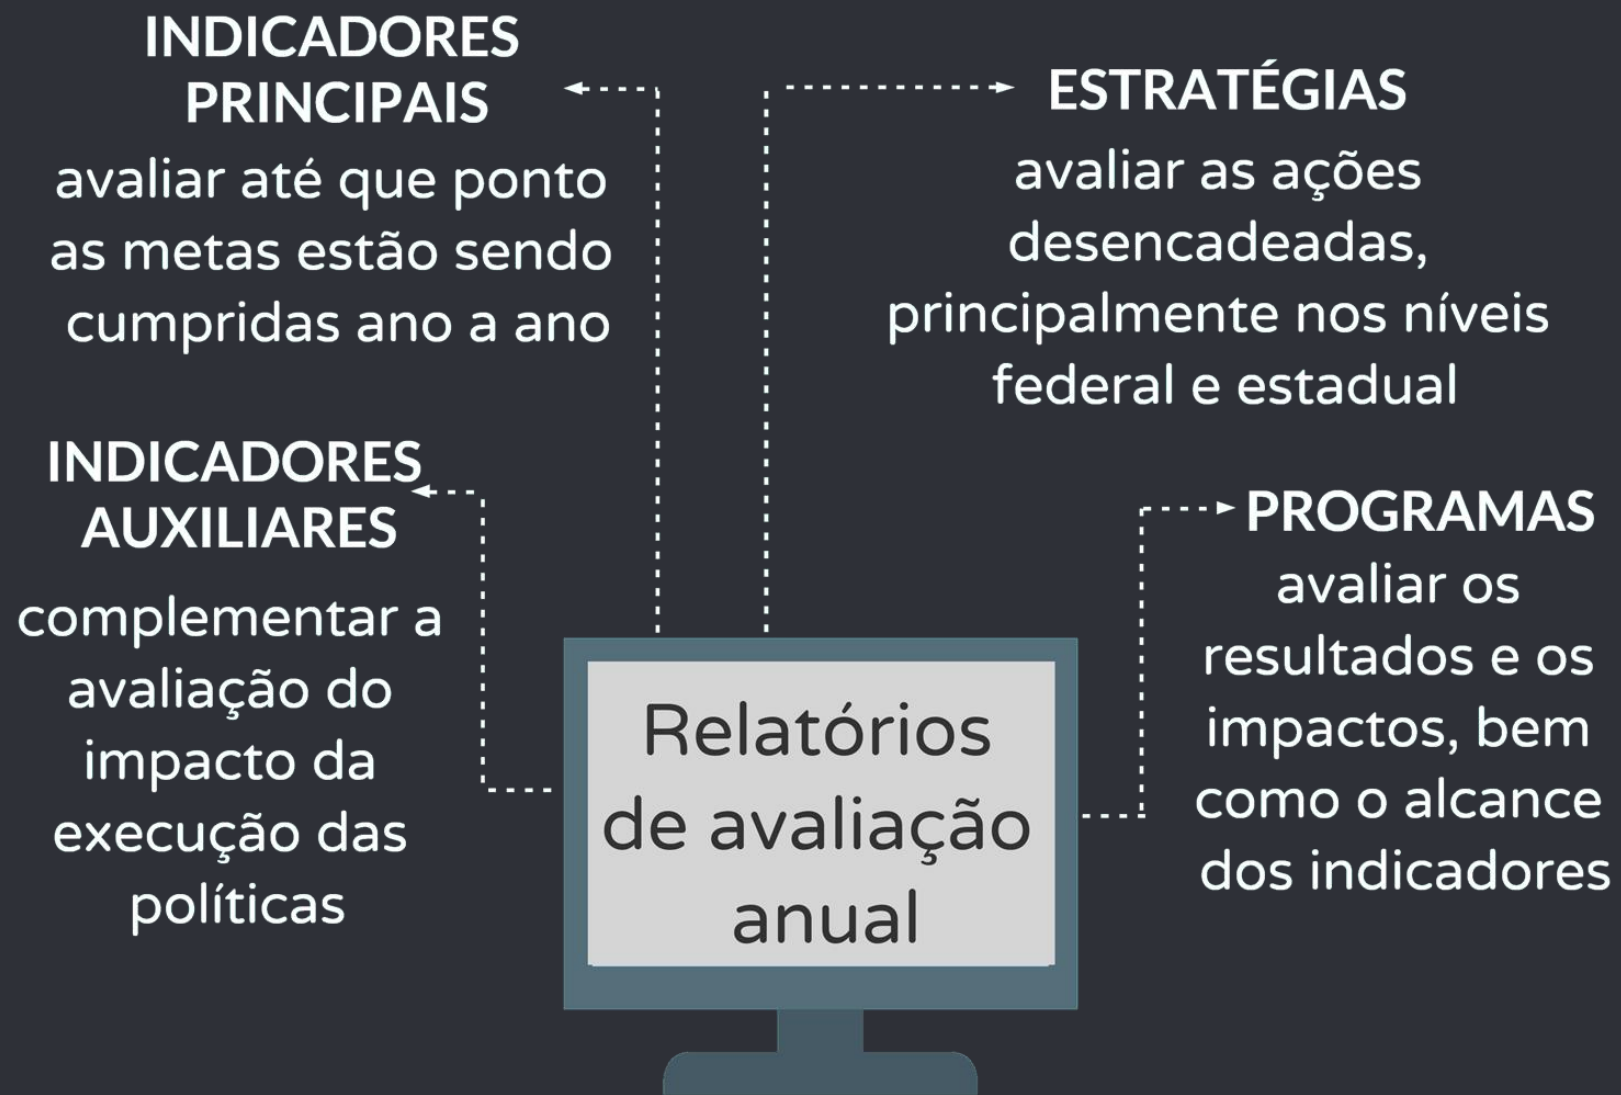 INDICADORES
PRINCIPAIS
avaliar até que ponto
as metas estão sendo
cumpridas ano a ano
ESTRATÉGIAS
avaliar as ações
desencadeadas,
principalmente nos níveis
federal e estadual
INDICADORES
AUXILIARES
complementar a
avaliação do
impacto da
execução das
políticas
PROGRAMAS
avaliar os
resultados e os
impactos, bem
como o alcance
dos indicadores
Relatórios
de avaliação
anual